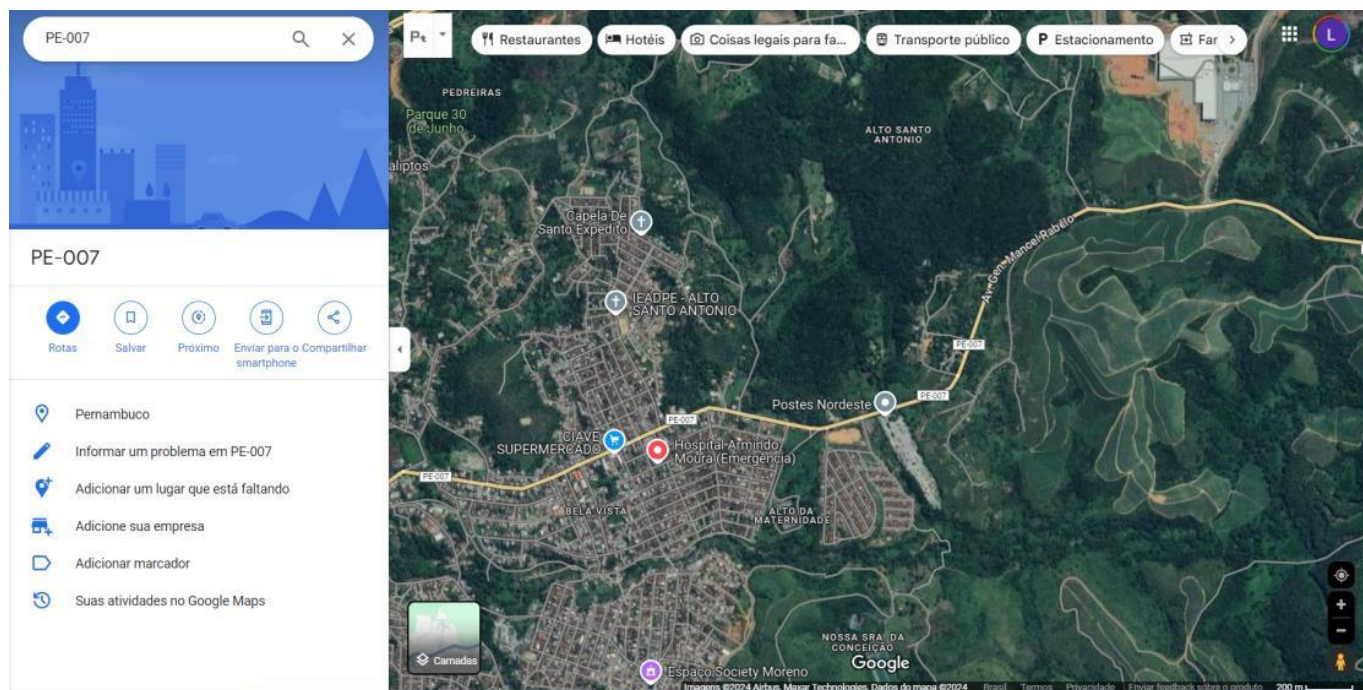 PE-007
PE-007
Rotas
Salvar
Próximo
Enviar para o
smartphone
Compartilhar
Pernambuco
Informar um problema em PE-007
Adicionar um lugar que está faltando
Adicione sua empresa
Adicionar marcador
Suas atividades no Google Maps
Restaurantes
Hotéis
Coisas legais para fa...
Transporte público
P Estacionamento
Far
L
PEDREIRAS
Parque 30
de Junho
aliptos
ALTO SANTO
ANTONIO
Capela De
Santo Expedito
Av. Gen. Manoel Rabelo
IEADPE - ALTO
SANTO ANTONIO
PE-007
PE-007
Postes Nordeste
PE-007
CIAVE
SUPERMERCADO
Hospital Armindo
Moura (Emergência)
PE-007
BELA VISTA
ALTO DA
MATERNIDADE
Camadas
NOSSA SRA. DA
CONCEIÇÃO
Google
Espaço Society Moreno
Imagens ©2024 Airbus, Maxar Technologies, Dados do mapa ©2024 Brasil Termos Privacidade Enviar feedback sobre o produto 200 m